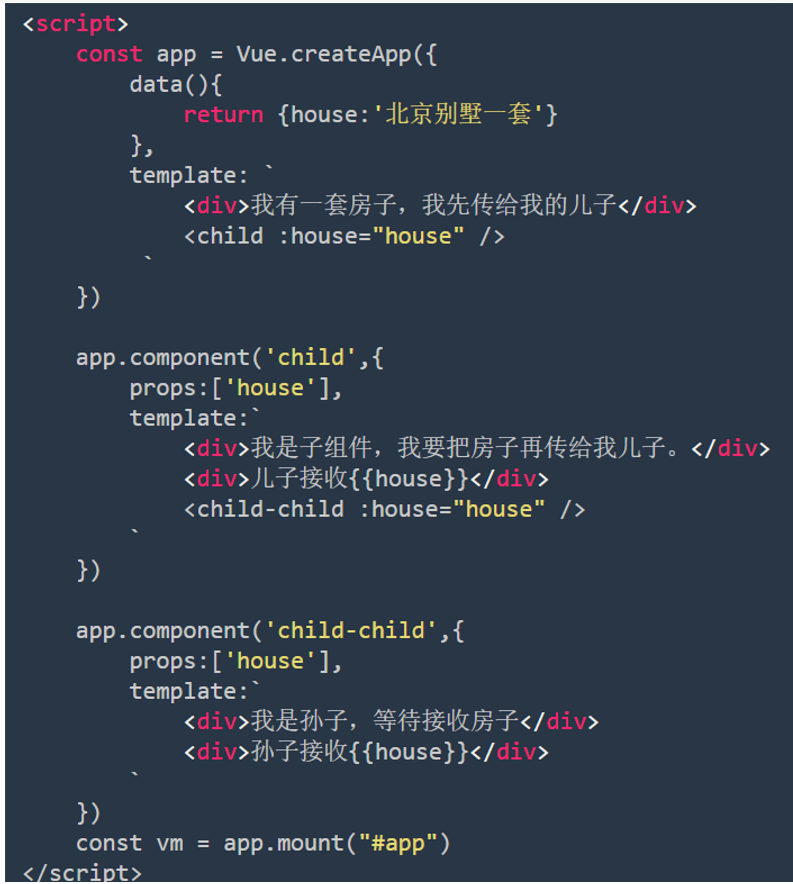 <script>
    const app = Vue.createApp({
        data(){
            return {house:'北京别墅一套'}
        },
        template: `
            <div>我有一套房子，我先传给我的儿子</div>
            <child :house="house" />
         `
    })

    app.component('child',{
        props:['house'],
        template:`
            <div>我是子组件，我要把房子再传给我儿子。</div>
            <div>儿子接收{{house}}</div>
            <child-child :house="house" />
        `
    })

    app.component('child-child',{
        props:['house'],
        template:`
            <div>我是孙子，等待接收房子</div>
            <div>孙子接收{{house}}</div>
        `
    })
    const vm = app.mount("#app")
</script>